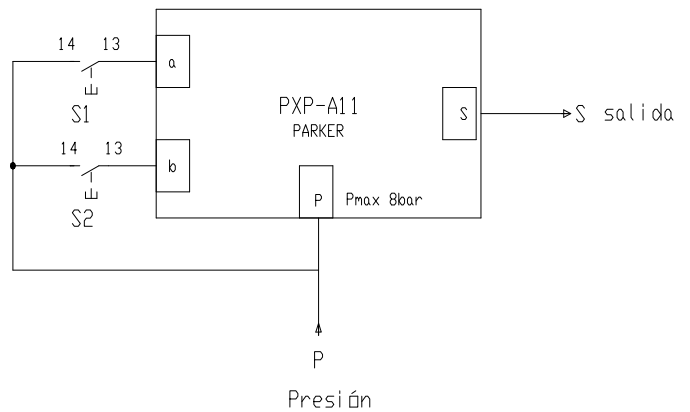 14 13
a
S1
PXP-A11
PARKER
S
S salida
14 13
b
S2
P
Pmax 8bar
P
Presión